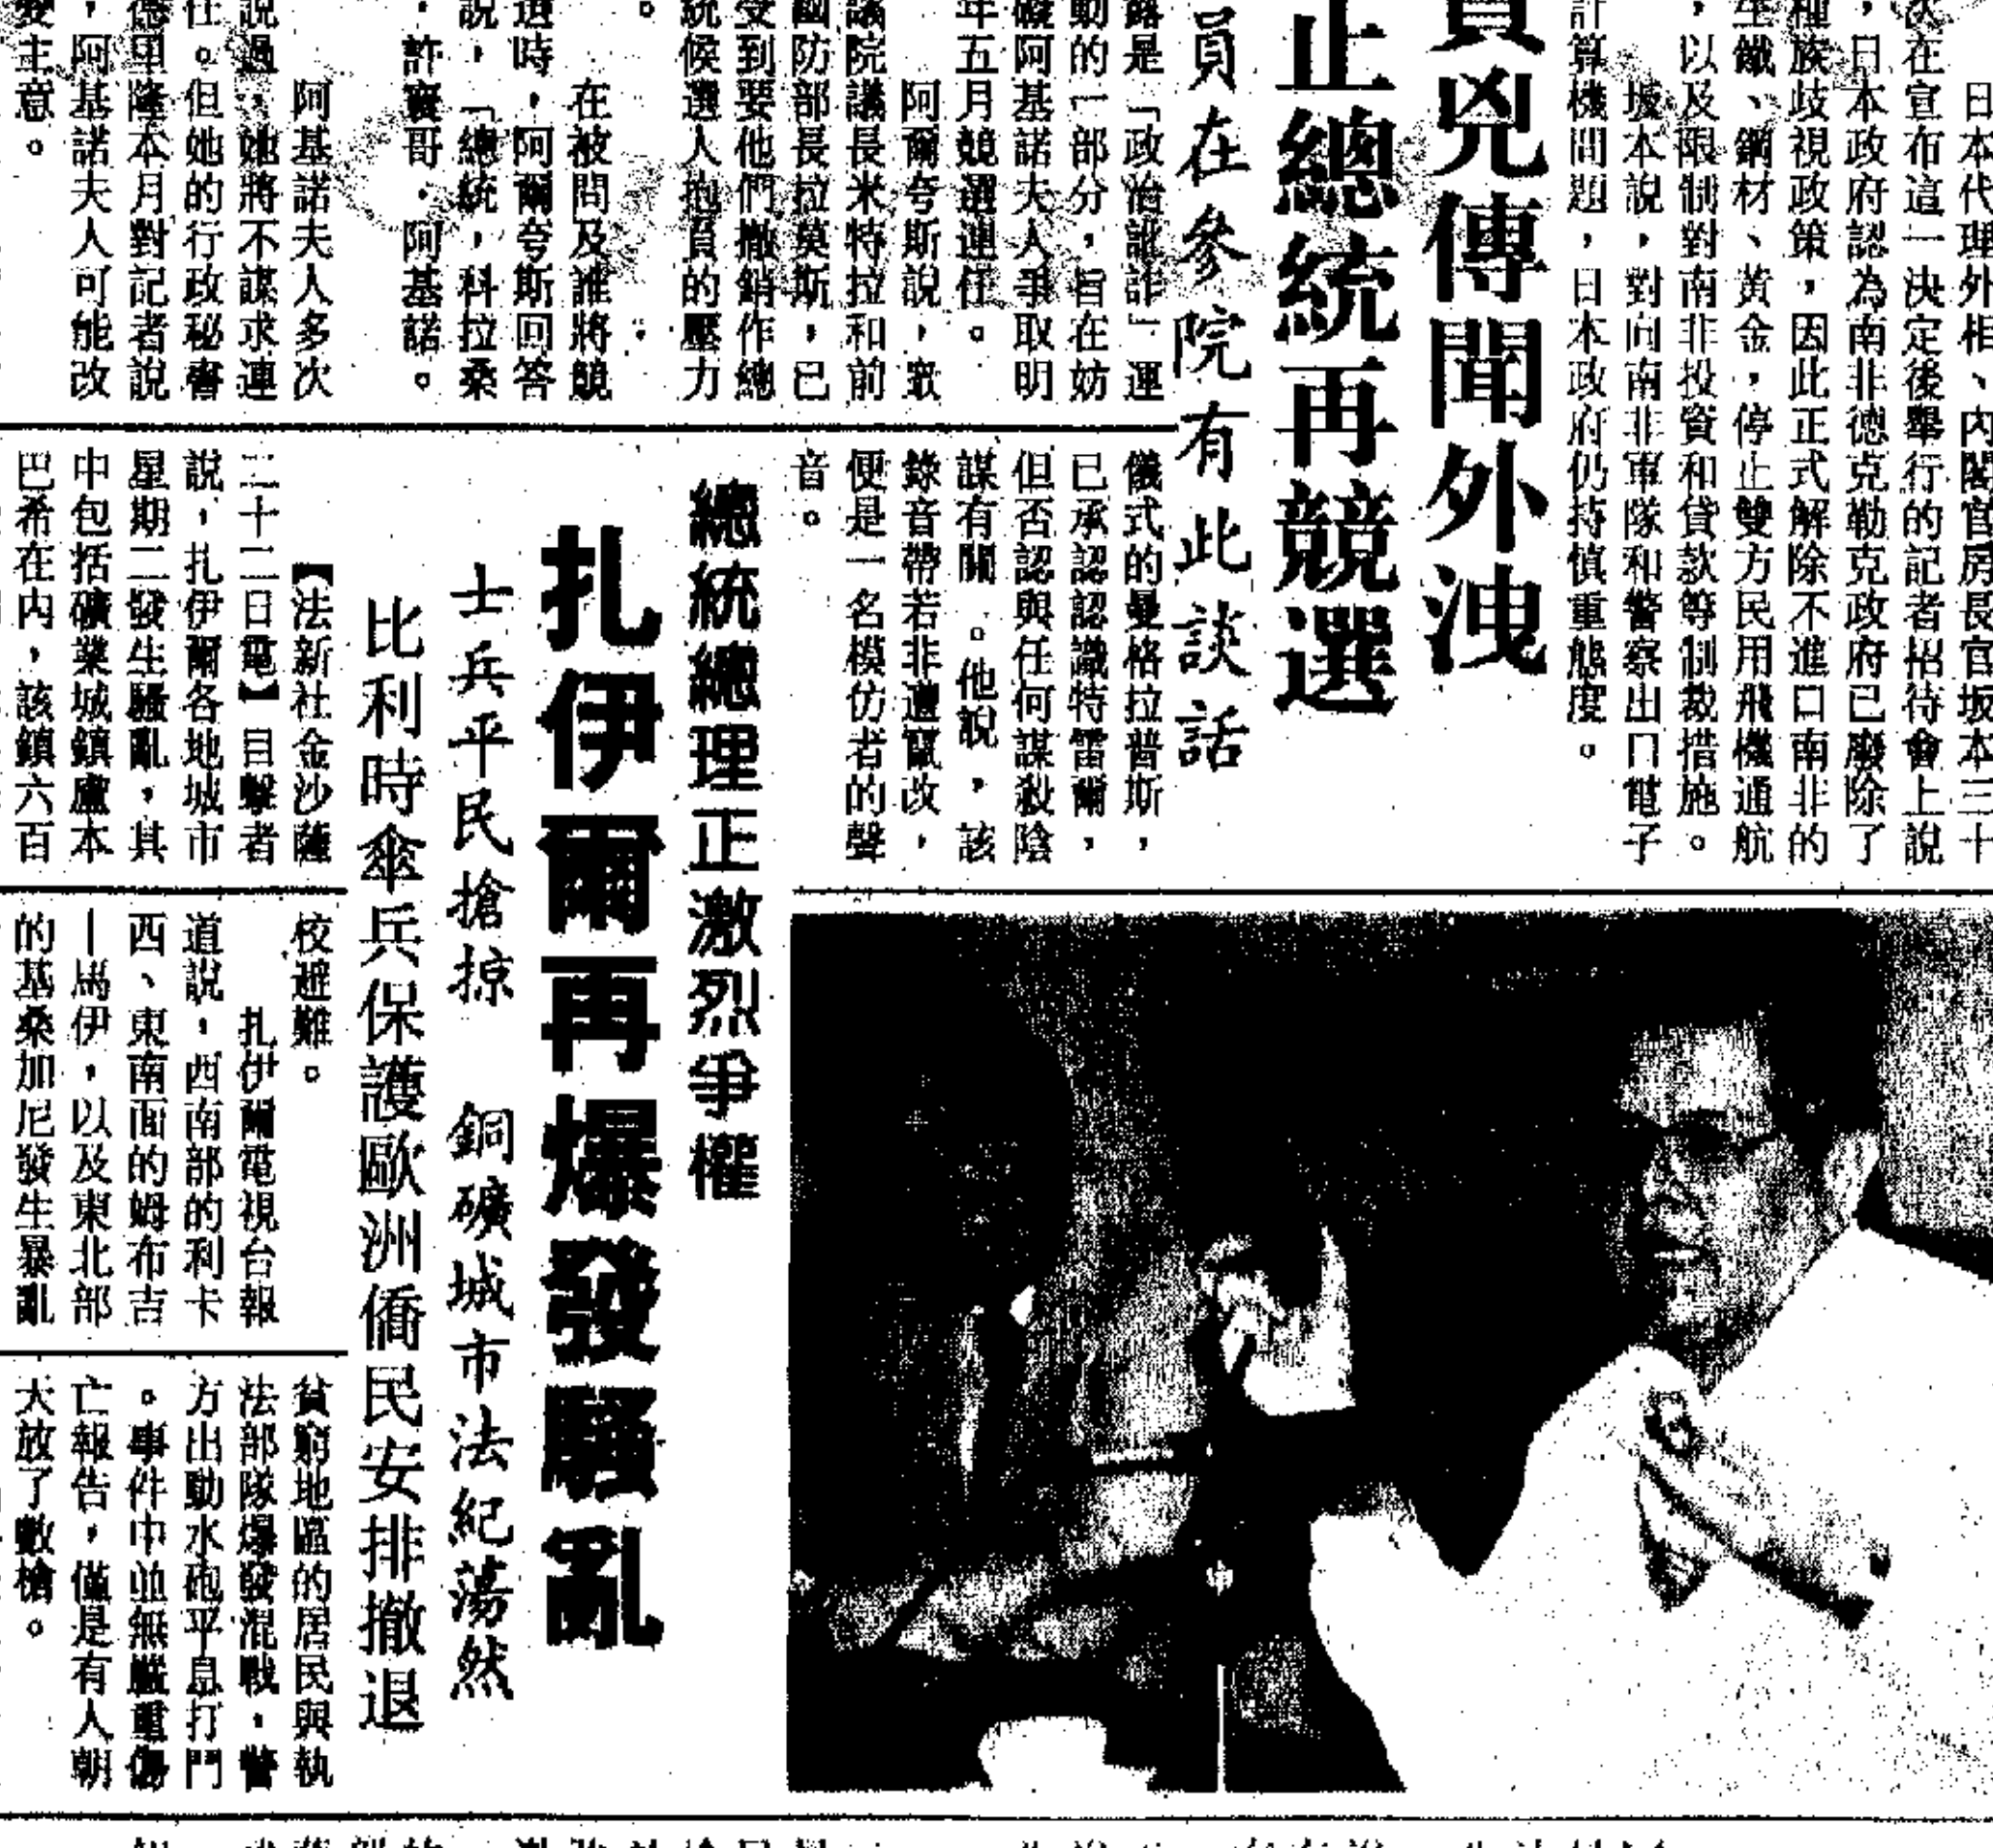 日本代理外相、內閣官房長官坂本三十
次在宣布這一決定後舉行的記者招待會上說
，日本政府認為南非德克勒克政府已廢除了
種族歧視政策，因此正式解除不進口南非的
生鐵、鋼材、黃金，停止雙方民用飛機通航
，以及限制對南非投資和貸款等制裁措施。
坂本說，對向南非軍隊和警察出口電子
計算機問題，日本政府仍持慎重態度。
兇傳聞外洩
止總統再競選
員在參院有此談話
露是「政治詭詐」運
動的一部分，旨在妨
礙阿基諾夫人爭取明
年五月競選連任。
阿爾夸斯說，眾
議院議長米特拉和前
國防部長拉莫斯，已
受到要他們撤銷作總
統候選人抱負的壓力
。
在被問及誰將競
選時，阿爾夸斯回答
說，「總統，科拉桑
．許寰哥．阿基諾。
阿基諾夫人多次
說過，她將不謀求連
任。但她的行政秘書
德里隆本月對記者說
，阿基諾夫人可能改
變主意。
儀式的曼格拉普斯，
已承認認識特雷爾，
但否認與任何謀殺陰
謀有關。他說，該
錄音帶若非遭竄改，
便是一名模仿者的聲
音。
總統總理正激烈爭權
扎伊爾再爆發騷亂
士兵平民搶掠　銅礦城市法紀蕩然
比利時傘兵保護歐洲僑民安排撤退
【法新社金沙薩
二十二日電】目擊者
說，扎伊爾各地城市
星期二發生騷亂，其
中包括礦業城鎮盧本
巴希在內，該鎮六百
校避難。
扎伊爾電視台報
道說，西南部的利卡
西、東南面的姆布吉
—馬伊，以及東北部
的基桑加尼發生暴亂
貧窮地區的居民與執
法部隊爆發混戰，警
方出動水砲平息打鬥
。事件中並無嚴重傷
亡報告，僅是有人朝
天放了數槍。